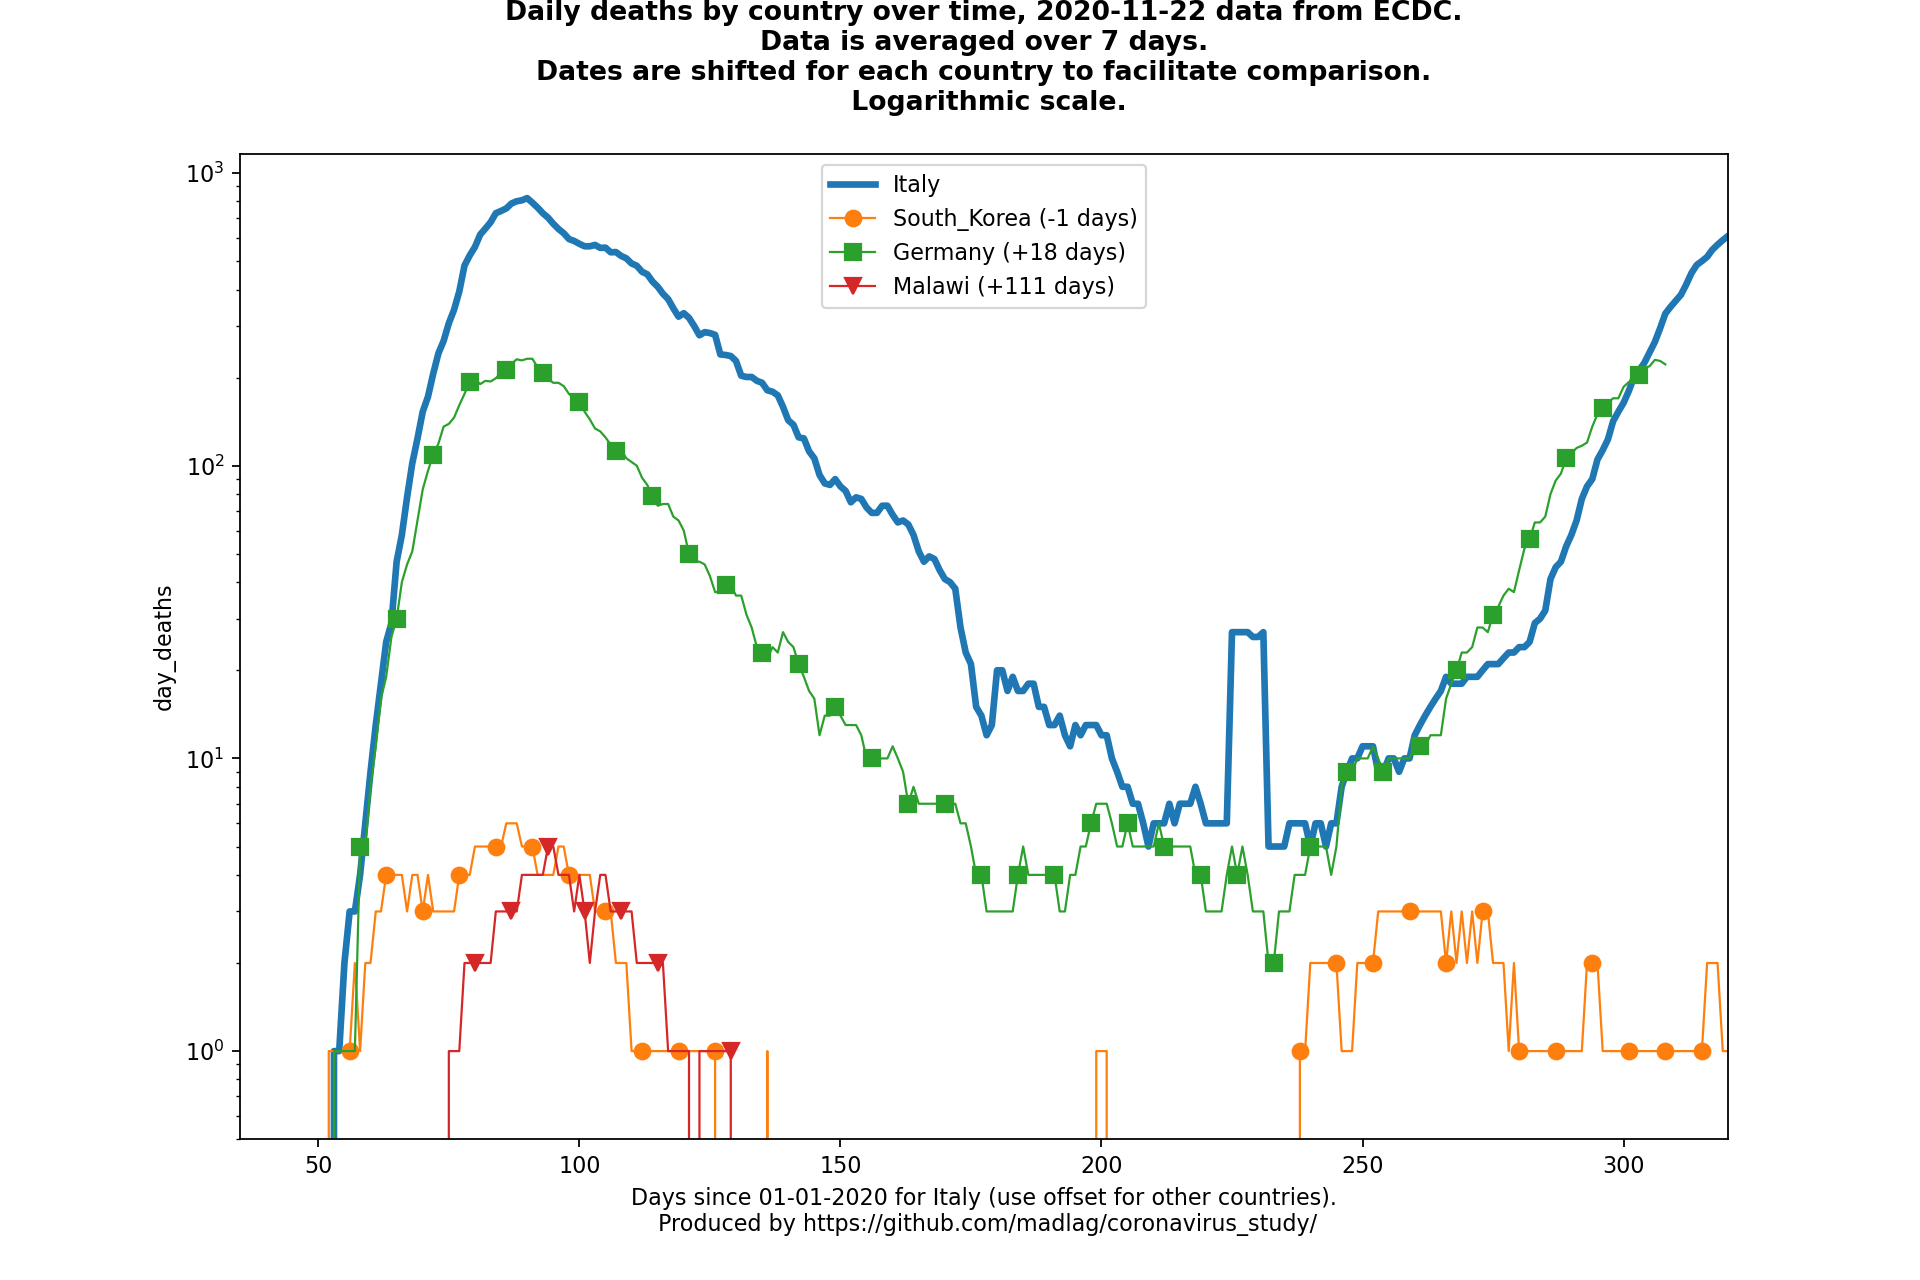 Daily deaths by country over time, 2020-11-22 data from ECDC.
Data is averaged over 7 days.
Dates are shifted for each country to facilitate comparison.
Logarithmic scale.
Italy
South_Korea (-1 days)
Germany (+18 days)
Malawi (+111 days)
10³
10²
10¹
10⁰
day_deaths
50 100 150 200 250 300
Days since 01-01-2020 for Italy (use offset for other countries).
Produced by https://github.com/madlag/coronavirus_study/